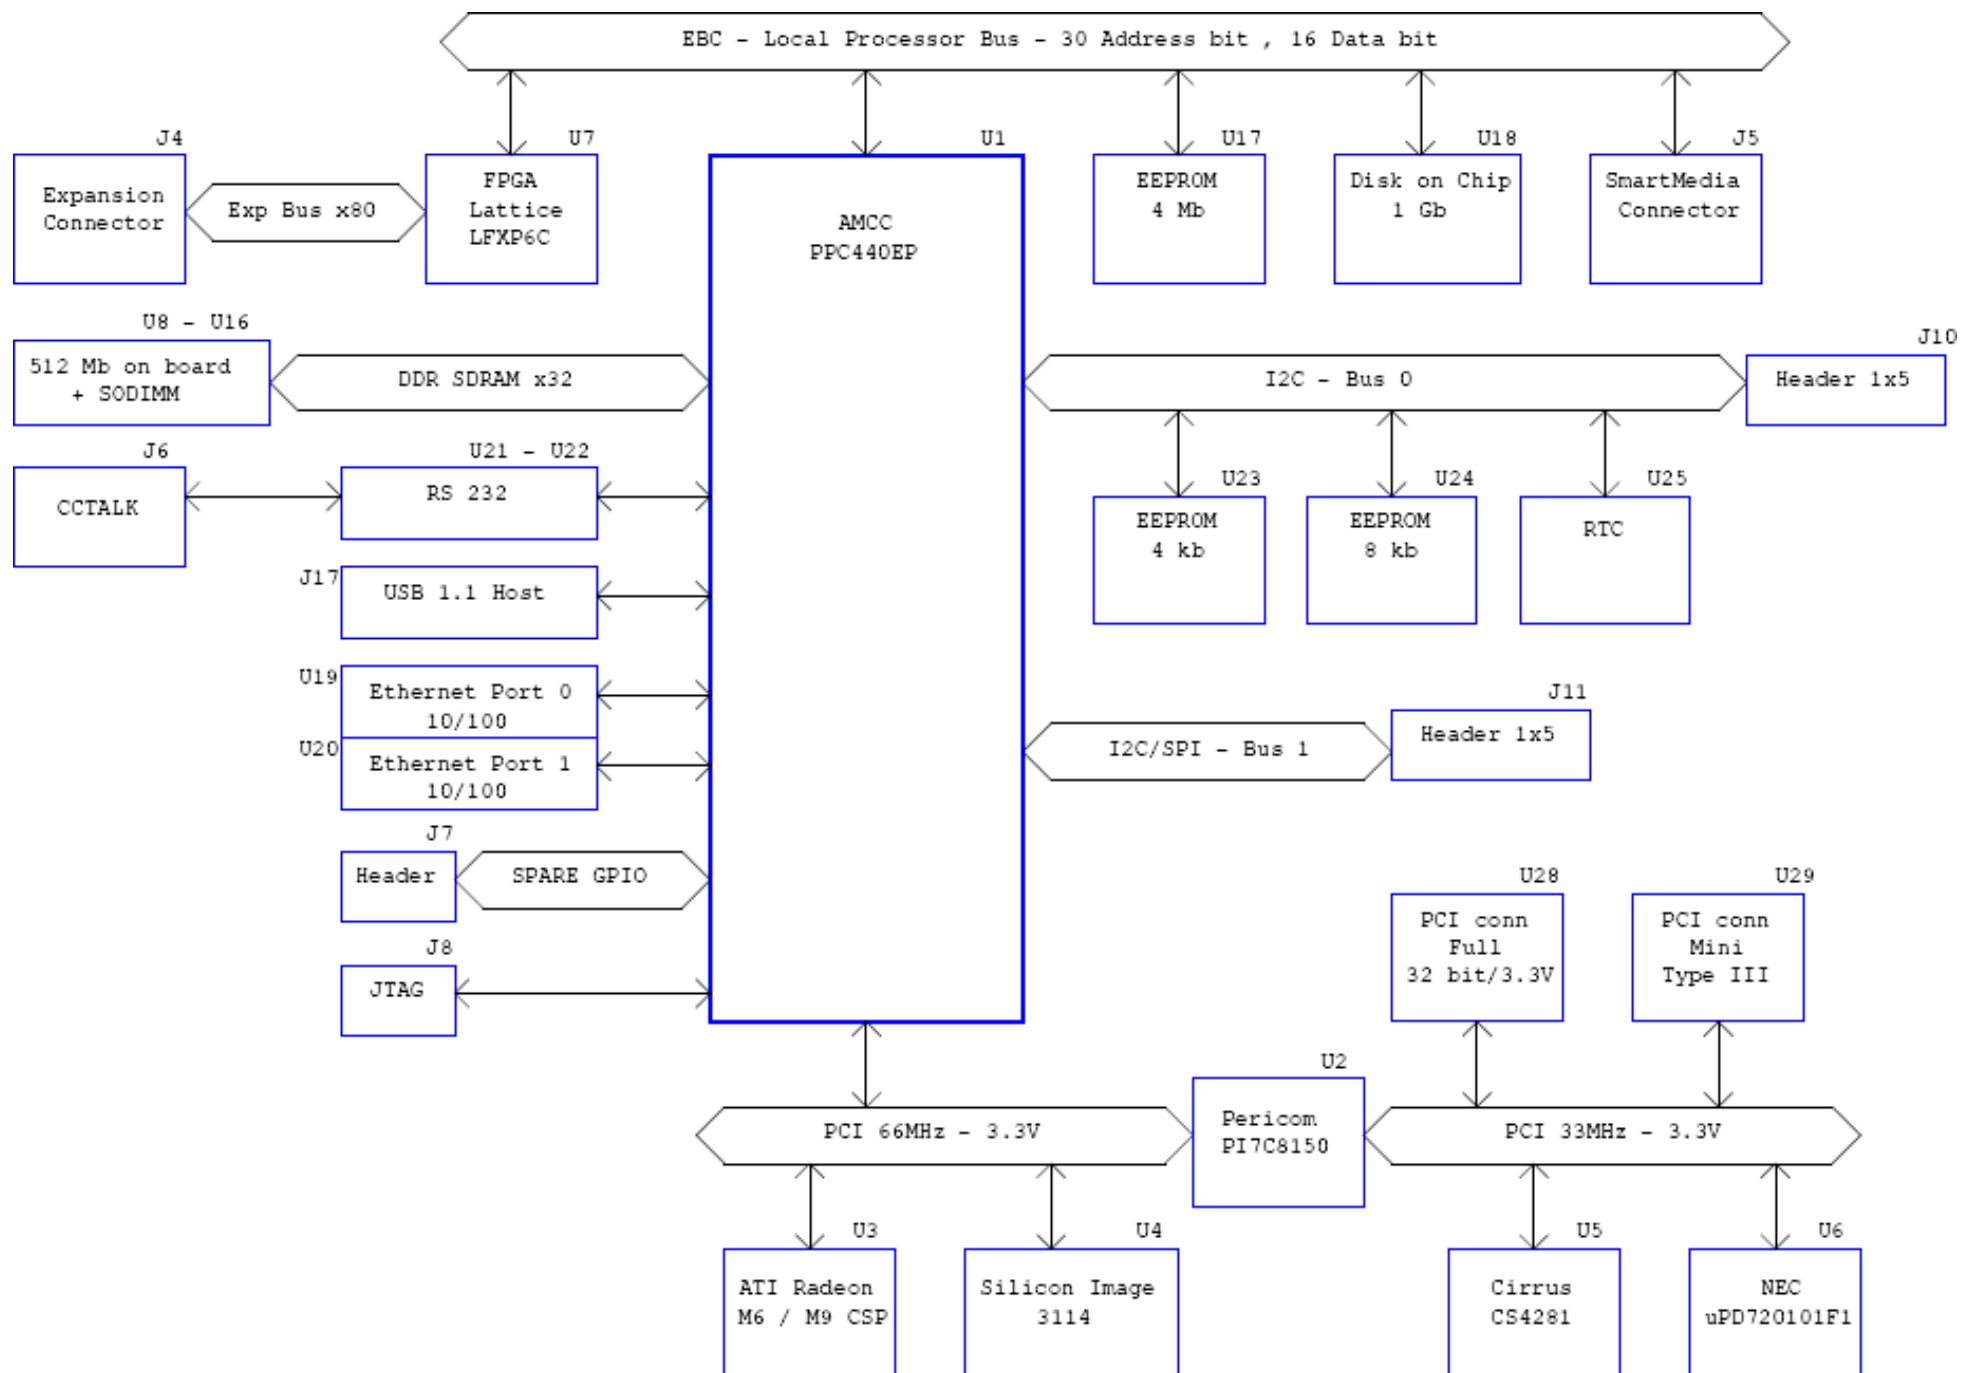 EBC - Local Processor Bus - 30 Address bit , 16 Data bit
J4
U7
U1
U17
U18
J5
Expansion
Connector
Exp Bus x80
FPGA
Lattice
LFXP6C
AMCC
PPC440EP
EEPROM
4 Mb
Disk on Chip
1 Gb
SmartMedia
Connector
U8 - U16
512 Mb on board
+ SODIMM
DDR SDRAM x32
I2C - Bus 0
J10
Header 1x5
J6
CCTALK
U21 - U22
RS 232
U23
EEPROM
4 kb
U24
EEPROM
8 kb
U25
RTC
J17
USB 1.1 Host
U19
Ethernet Port 0
10/100
U20
Ethernet Port 1
10/100
I2C/SPI - Bus 1
J11
Header 1x5
J7
Header
SPARE GPIO
J8
JTAG
U28
PCI conn
Full
32 bit/3.3V
U29
PCI conn
Mini
Type III
PCI 66MHz - 3.3V
U2
Pericom
PI7C8150
PCI 33MHz - 3.3V
U3
ATI Radeon
M6 / M9 CSP
U4
Silicon Image
3114
U5
Cirrus
CS4281
U6
NEC
uPD720101F1